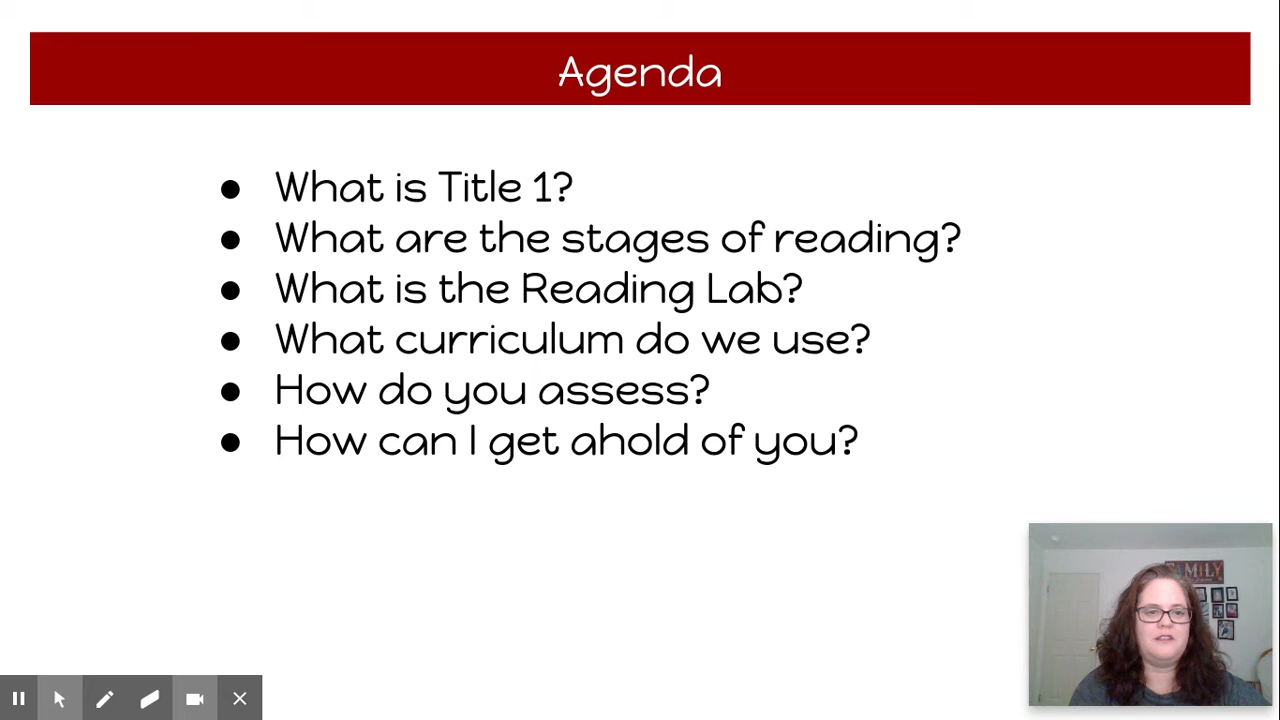 Agenda
● What is Title 1?
● What are the stages of reading?
● What is the Reading Lab?
● What curriculum do we use?
● How do you assess?
● How can I get ahold of you?
FAMILY